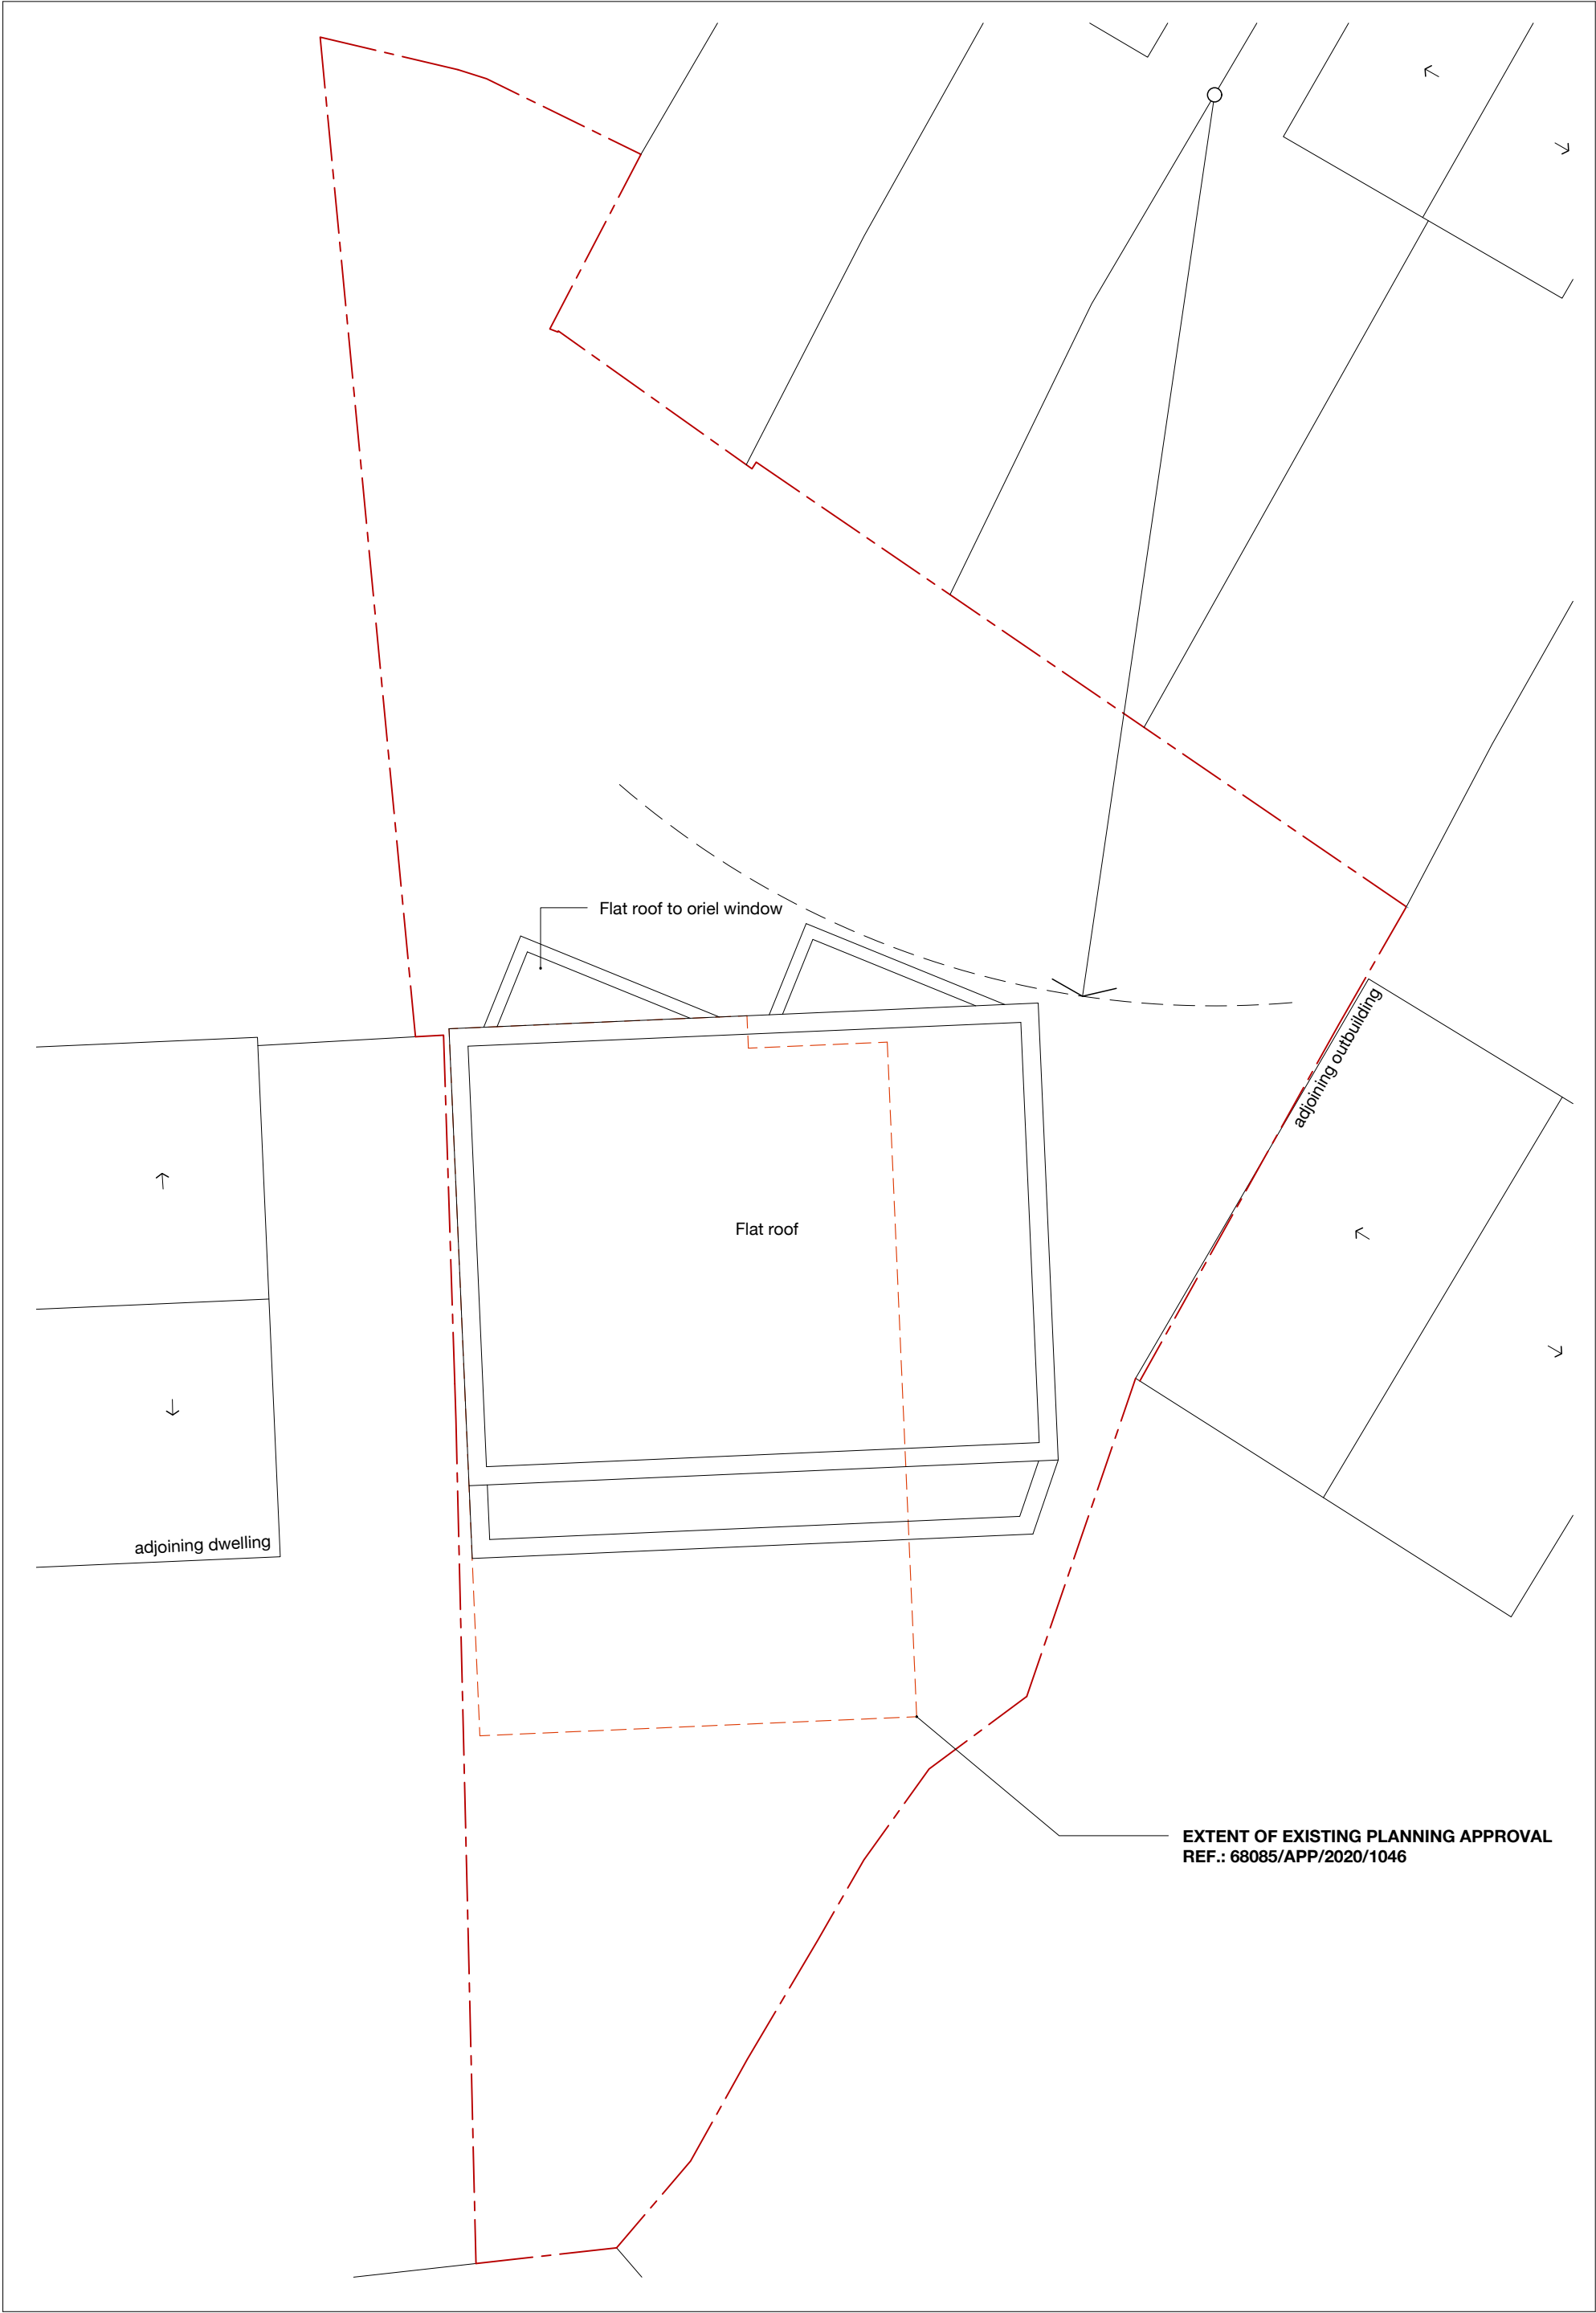 Flat roof to oriel window
adjoining outbuilding
Flat roof
adjoining dwelling
EXTENT OF EXISTING PLANNING APPROVAL
REF.: 68085/APP/2020/1046